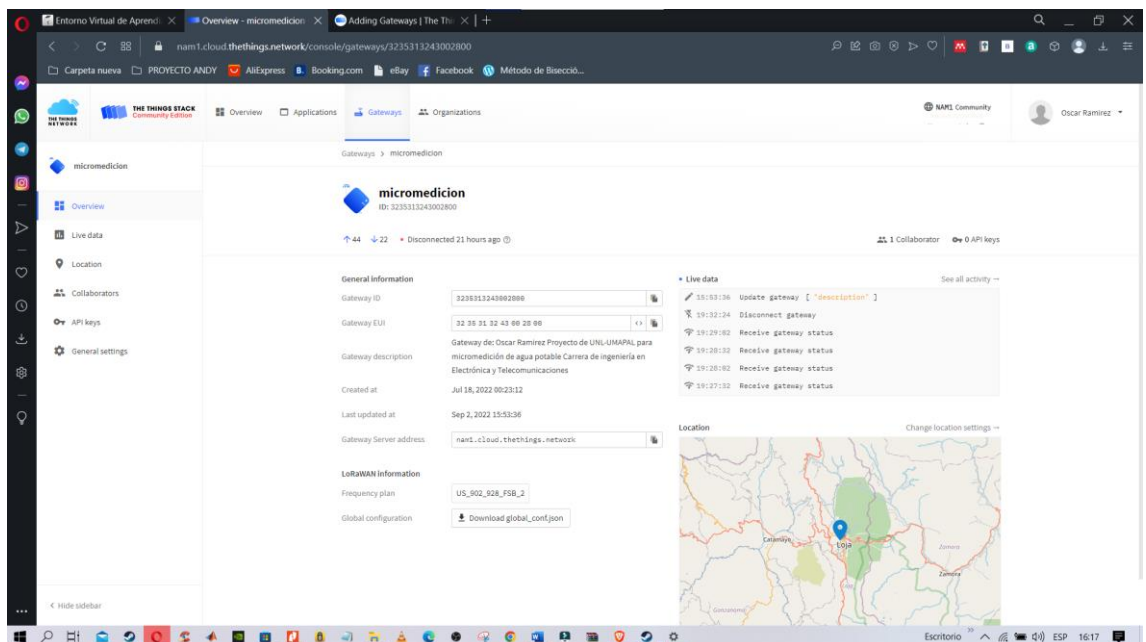 Entorno Virtual de Aprendi
Overview - micromedicion
Adding Gateways | The Thi
nam1.cloud.thethings.network/console/gateways/3235313243002800
Carpeta nueva
PROYECTO ANDY
AliExpress
Booking.com
eBay
Facebook
Método de Bisecció...
THE THINGS NETWORK
THE THINGS STACK
Community Edition
Overview
Applications
Gateways
Organizations
NAM1 Community
Oscar Ramirez
micromedicion
Overview
Live data
Location
Collaborators
API keys
General settings
Hide sidebar
Gateways > micromedicion
micromedicion
ID: 3235313243002800
44
22
Disconnected 21 hours ago
1 Collaborator
0 API keys
General information
Gateway ID
3235313243002800
Gateway EUI
32 35 31 32 43 00 28 00
Gateway description
Gateway de: Oscar Ramirez Proyecto de UNL-UMAPAL para
micromedición de agua potable Carrera de ingeniería en
Electrónica y Telecomunicaciones
Created at
Jul 18, 2022 00:23:12
Last updated at
Sep 2, 2022 15:53:36
Gateway Server address
nam1.cloud.thethings.network
LoRaWAN information
Frequency plan
US_902_928_FSB_2
Global configuration
Download global_conf.json
Live data
See all activity →
15:53:36 Update gateway [ "description" ]
19:32:24 Disconnect gateway
19:29:02 Receive gateway status
19:28:32 Receive gateway status
19:28:02 Receive gateway status
19:27:32 Receive gateway status
Location
Change location settings →
Catamayo
Loja
Zamora
Zamora
Gonzanamá
Escritorio
ESP
16:17